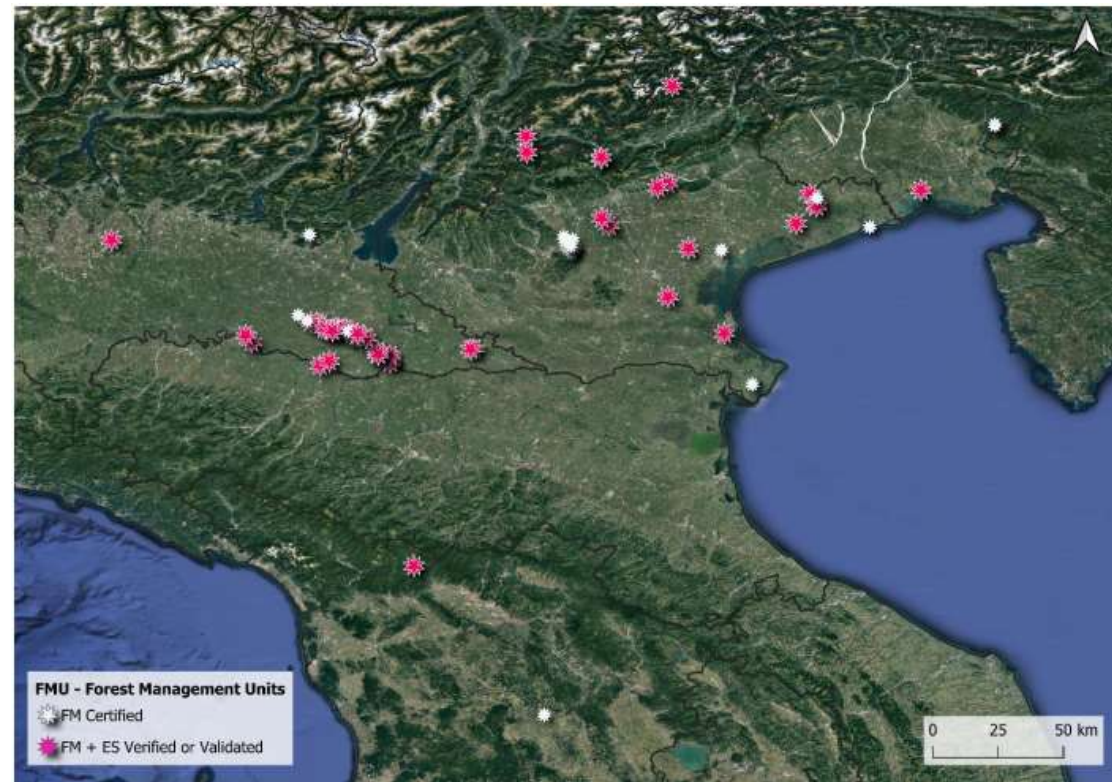 FMU - Forest Management Units
FM Certified
FM + ES Verified or Validated
0 25 50 km